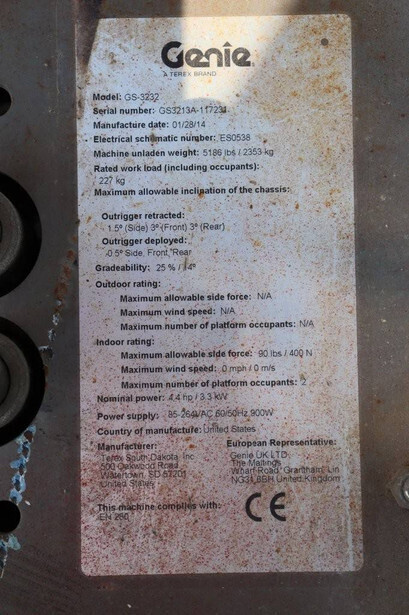 Genie
A TEREX BRAND
Model: GS-3232
Serial number: GS3213A-117231
Manufacture date: 01/28/14
Electrical schematic number: ES0538
Machine unladen weight: 5186 lbs / 2353 kg
Rated work load (including occupants):
227 kg
Maximum allowable inclination of the chassis:
Outrigger retracted:
1.5º (Side) 3º (Front) 3º (Rear)
Outrigger deployed:
0.5º Side, Front, Rear
Gradeability: 25 % / 14º
Outdoor rating:
Maximum allowable side force: N/A
Maximum wind speed: N/A
Maximum number of platform occupants: N/A
Indoor rating:
Maximum allowable side force: 90 lbs / 400 N
Maximum wind speed: 0 mph / 0 m/s
Maximum number of platform occupants: 2
Nominal power: 4.4 hp / 3.3 kW
Power supply: 85-264VAC 50/60Hz 900W
Country of manufacture: United States
Manufacturer: European Representative:
Terex South Dakota, Inc Genie UK LTD
500 Oakwood Road The Maltings
Watertown, SD 57201 Wharf Road, Grantham, Lin
United States NG31 6BH United Kingdom
This machine complies with:
EN 280
CE